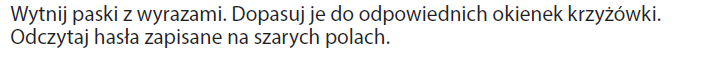 Wytnij paski z wyrazami. Dopasuj je do odpowiednich okienek krzyżówki.
Odczytaj hasła zapisane na szarych polach.